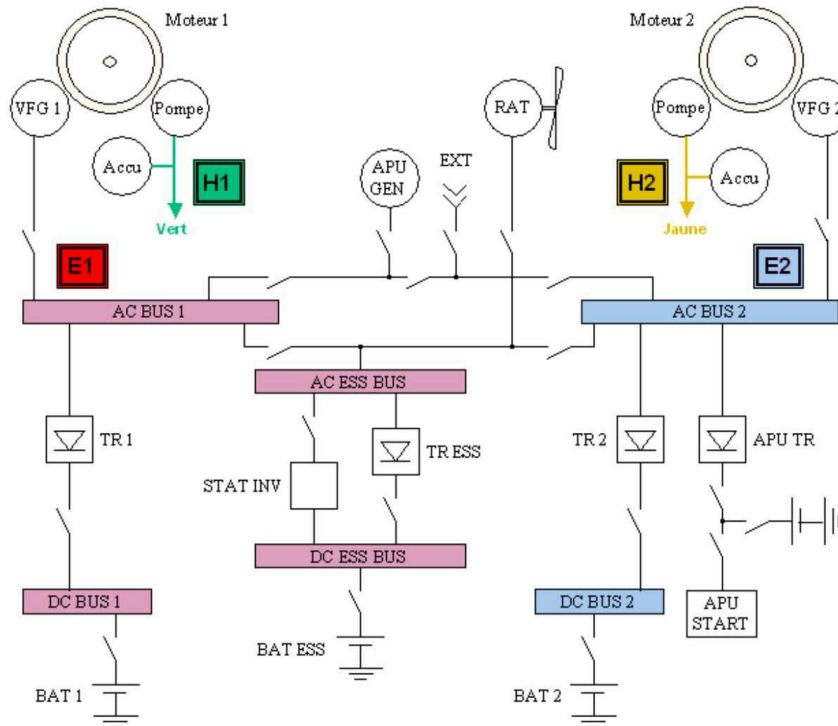 Moteur 1
Moteur 2
VFG 1
Pompe
RAT
Pompe
VFG 2
Accu
H1
APU
GEN
EXT
H2
Accu
Vert
Jaune
E1
E2
AC BUS 1
AC BUS 2
AC ESS BUS
TR 1
TR ESS
TR 2
APU TR
STAT INV
DC ESS BUS
DC BUS 1
DC BUS 2
APU
START
BAT ESS
BAT 1
BAT 2